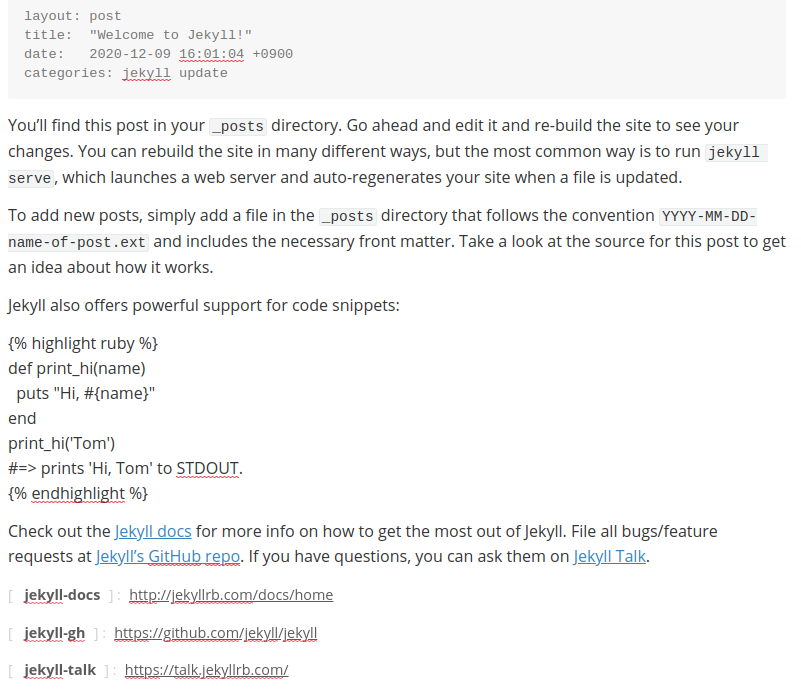 layout: post
title:  "Welcome to Jekyll!"
date:   2020-12-09 16:01:04 +0900
categories: jekyll update
You’ll find this post in your _posts directory. Go ahead and edit it and re-build the site to see your
changes. You can rebuild the site in many different ways, but the most common way is to run jekyll
serve, which launches a web server and auto-regenerates your site when a file is updated.
To add new posts, simply add a file in the _posts directory that follows the convention YYYY-MM-DD-
name-of-post.ext and includes the necessary front matter. Take a look at the source for this post to get
an idea about how it works.
Jekyll also offers powerful support for code snippets:
{% highlight ruby %}
def print_hi(name)
  puts "Hi, #{name}"
end
print_hi('Tom')
#=> prints 'Hi, Tom' to STDOUT.
{% endhighlight %}
Check out the Jekyll docs for more info on how to get the most out of Jekyll. File all bugs/feature
requests at Jekyll’s GitHub repo. If you have questions, you can ask them on Jekyll Talk.
[ jekyll-docs ]: http://jekyllrb.com/docs/home
[ jekyll-gh ]: https://github.com/jekyll/jekyll
[ jekyll-talk ]: https://talk.jekyllrb.com/